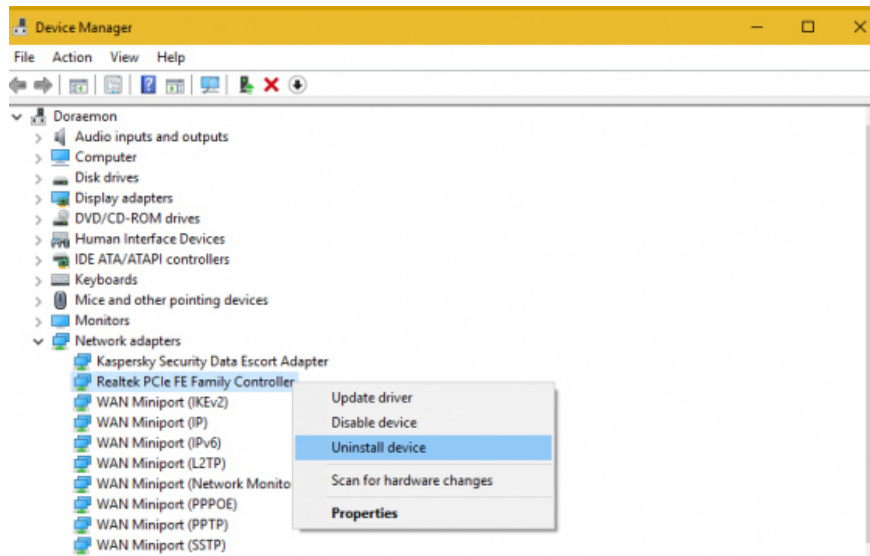 Device Manager
File Action View Help
Doraemon
Audio inputs and outputs
Computer
Disk drives
Display adapters
DVD/CD-ROM drives
Human Interface Devices
IDE ATA/ATAPI controllers
Keyboards
Mice and other pointing devices
Monitors
Network adapters
Kaspersky Security Data Escort Adapter
Realtek PCIe FE Family Controller
WAN Miniport (IKEv2)
WAN Miniport (IP)
WAN Miniport (IPv6)
WAN Miniport (L2TP)
WAN Miniport (Network Monito
WAN Miniport (PPPOE)
WAN Miniport (PPTP)
WAN Miniport (SSTP)
Update driver
Disable device
Uninstall device
Scan for hardware changes
Properties